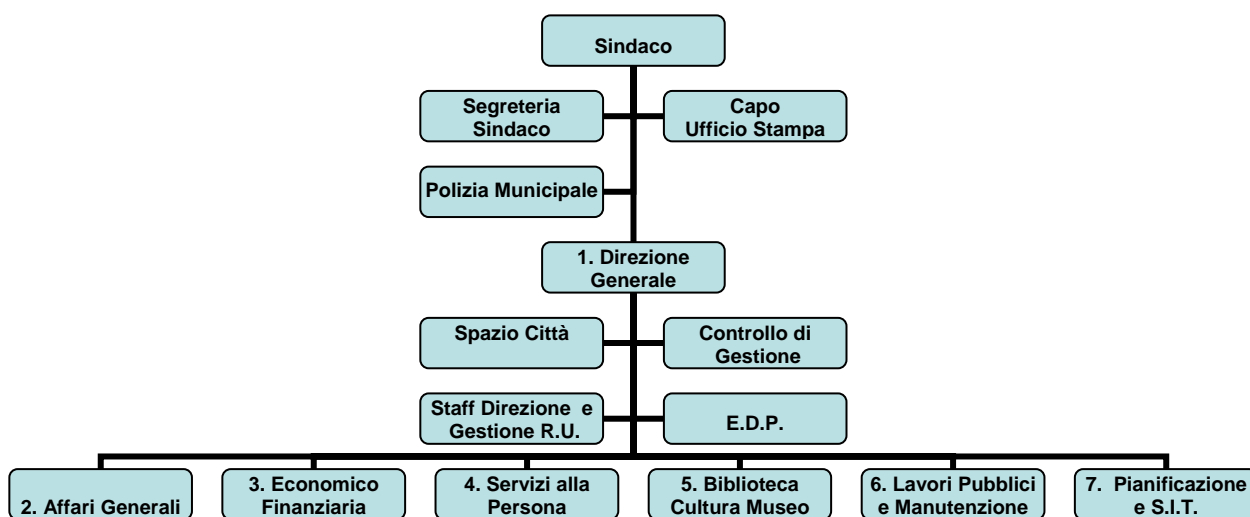 Sindaco
Segreteria
Sindaco
Capo
Ufficio Stampa
Polizia Municipale
1. Direzione
Generale
Spazio Città
Controllo di
Gestione
Staff Direzione e
Gestione R.U.
E.D.P.
2. Affari Generali
3. Economico
Finanziaria
4. Servizi alla
Persona
5. Biblioteca
Cultura Museo
6. Lavori Pubblici
e Manutenzione
7. Pianificazione
e S.I.T.